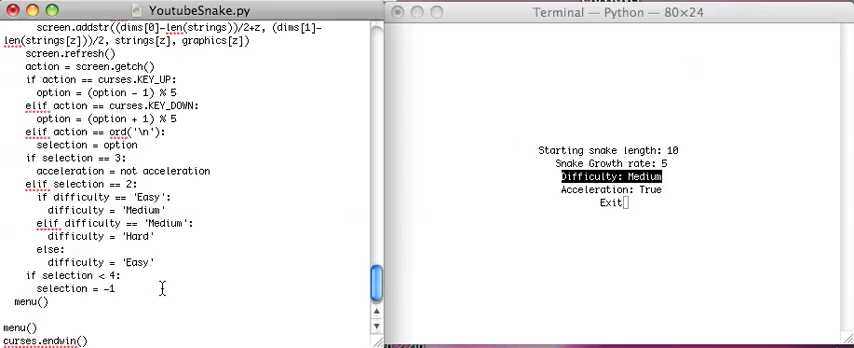 YoutubeSnake.py
screen.addstr((dims[0]-len(strings))/2+z, (dims[1]-
len(strings[z]))/2, strings[z], graphics[z])
screen.refresh()
action = screen.getch()
if action == curses.KEY_UP:
option = (option - 1) % 5
elif action == curses.KEY_DOWN:
option = (option + 1) % 5
elif action == ord('\n'):
selection = option
if selection == 3:
acceleration = not acceleration
elif selection == 2:
if difficulty == 'Easy':
difficulty = 'Medium'
elif difficulty == 'Medium':
difficulty = 'Hard'
else:
difficulty = 'Easy'
if selection < 4:
selection = -1
menu()
menu()
curses.endwin()
Terminal — Python — 80×24
Starting snake length: 10
Snake Growth rate: 5
Difficulty: Medium
Acceleration: True
Exit